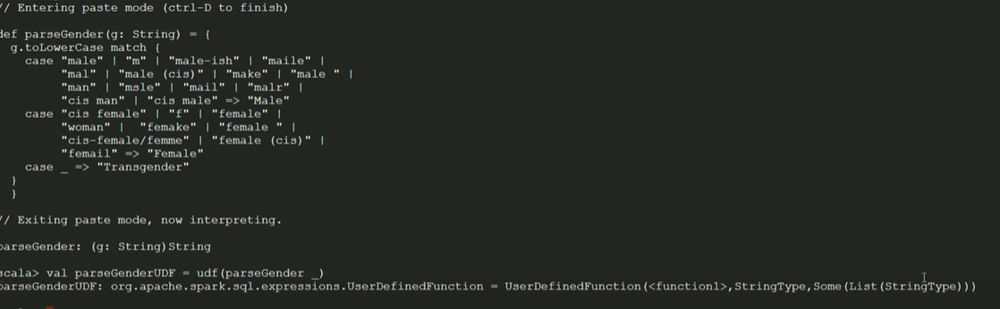 // Entering paste mode (ctrl-D to finish)
def parseGender(g: String) = {
g.toLowerCase match {
case "male" | "m" | "male-ish" | "maile" |
"mal" | "male (cis)" | "make" | "male " |
"man" | "msle" | "mail" | "malr" |
"cis man" | "cis male" => "Male"
case "cis female" | "f" | "female" |
"woman" | "femake" | "female " |
"cis-female/femme" | "female (cis)" |
"femail" => "Female"
case _ => "Transgender"
}
}
// Exiting paste mode, now interpreting.
parseGender: (g: String)String
scala> val parseGenderUDF = udf(parseGender _)
parseGenderUDF: org.apache.spark.sql.expressions.UserDefinedFunction = UserDefinedFunction(<function1>,StringType,Some(List(StringType)))